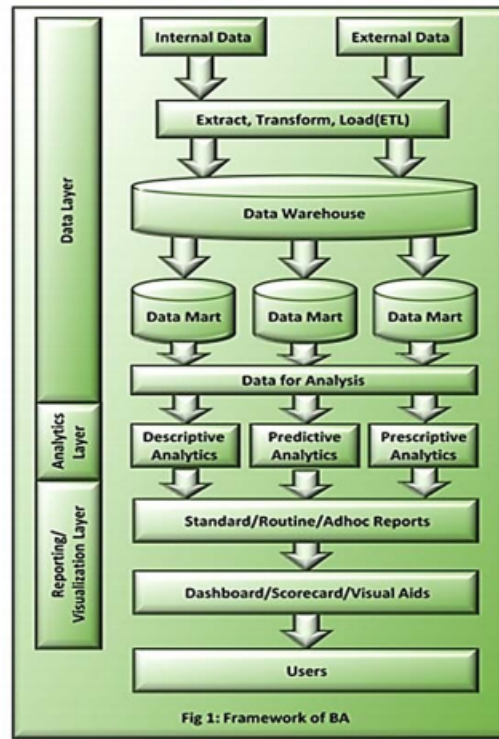 Internal Data
External Data
Extract, Transform, Load(ETL)
Data Warehouse
Data Mart
Data Mart
Data Mart
Data for Analysis
Descriptive
Analytics
Predictive
Analytics
Prescriptive
Analytics
Standard/Routine/Adhoc Reports
Dashboard/Scorecard/Visual Aids
Users
Data Layer
Analytics
Layer
Reporting/
Visualization Layer
Fig 1: Framework of BA